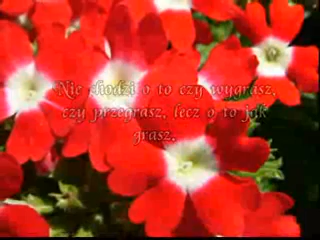 Nie chodzi o to czy wygrasz,
czy przegrasz, lecz o to jak
grasz.